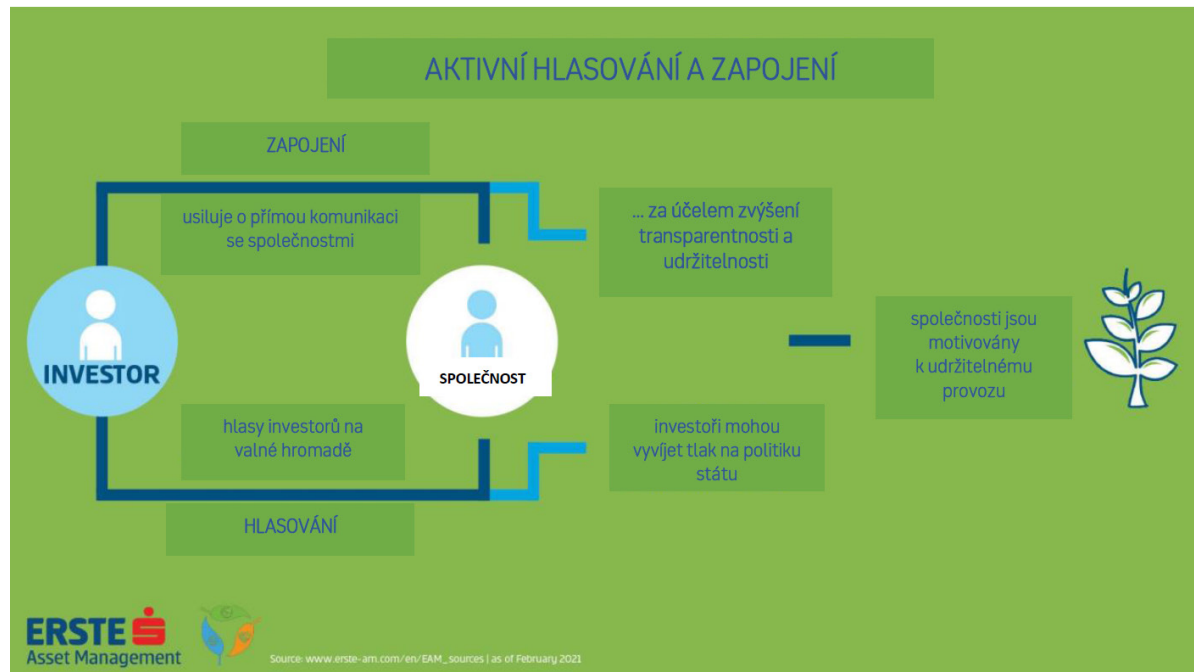 AKTIVNÍ HLASOVÁNÍ A ZAPOJENÍ
ZAPOJENÍ
usiluje o přímou komunikaci
se společnostmi
... za účelem zvýšení
transparentnosti a
udržitelnosti
INVESTOR
SPOLEČNOST
společnosti jsou
motivovány
k udržitelnému
provozu
hlasy investorů na
valné hromadě
investoři mohou
vyvíjet tlak na politiku
státu
HLASOVÁNÍ
ERSTE
Asset Management
Source: www.erste-am.com/en/EAM_sources | as of February 2021